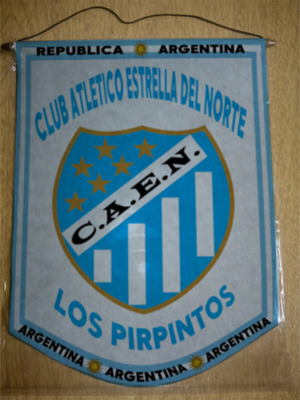 REPUBLICA ARGENTINA
CLUB ATLETICO ESTRELLA DEL NORTE
C.A.E.N.
LOS PIRPINTOS
ARGENTINA ARGENTINA ARGENTINA